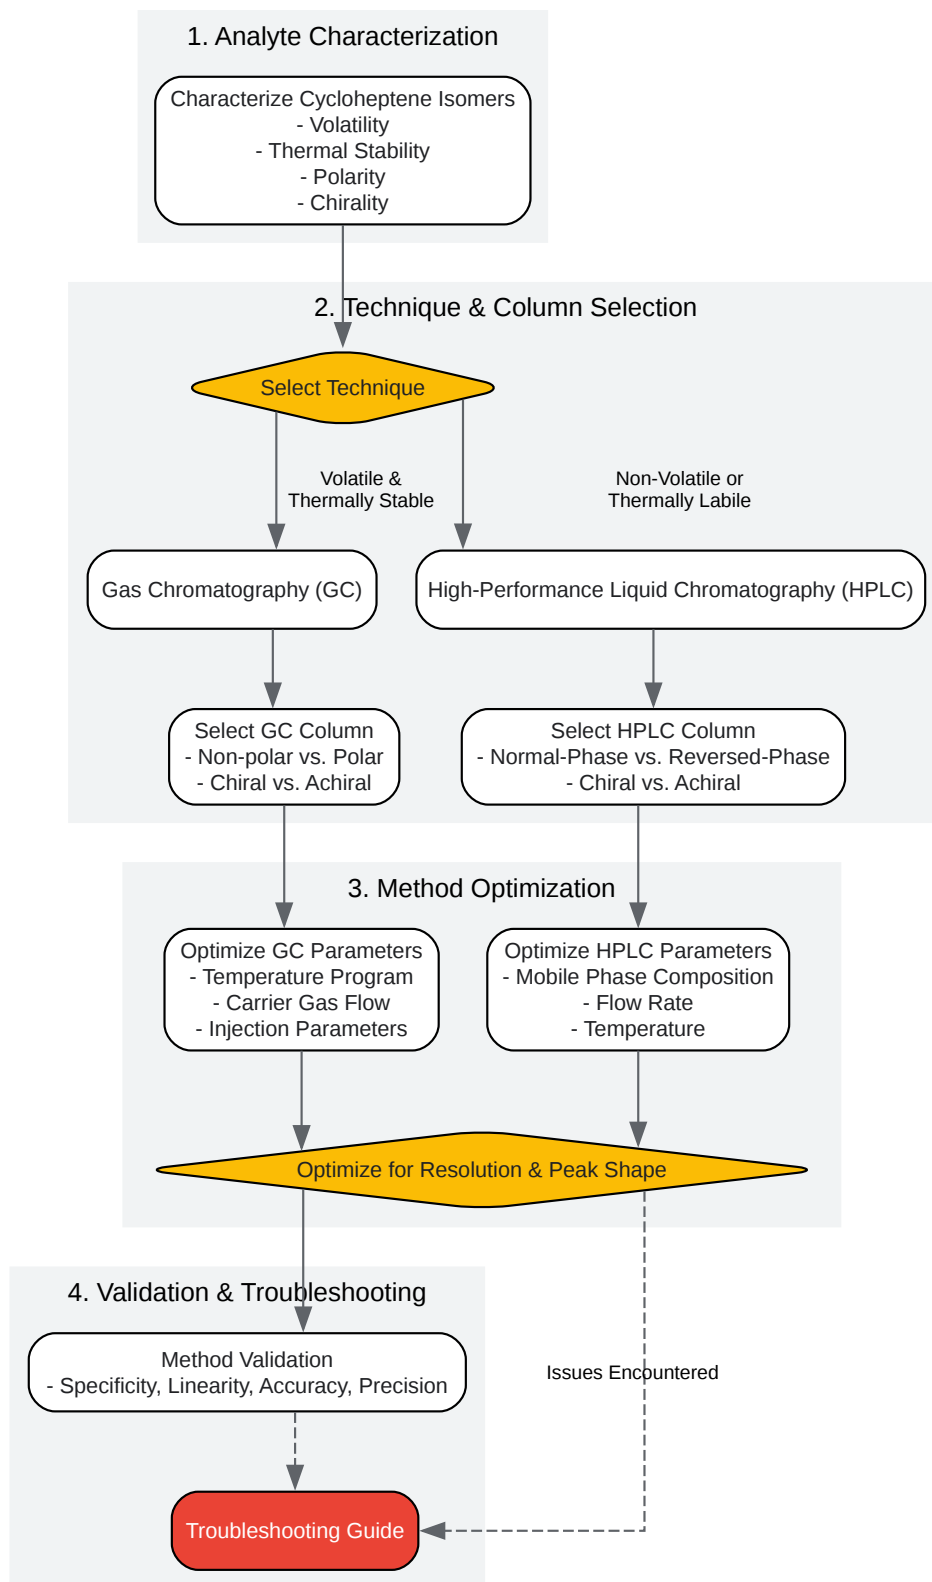 1. Analyte Characterization
Characterize Cycloheptene Isomers
- Volatility
- Thermal Stability
- Polarity
- Chirality
2. Technique & Column Selection
Select Technique
Volatile &
Thermally Stable
Non-Volatile or
Thermally Labile
Gas Chromatography (GC)
High-Performance Liquid Chromatography (HPLC)
Select GC Column
- Non-polar vs. Polar
- Chiral vs. Achiral
Select HPLC Column
- Normal-Phase vs. Reversed-Phase
- Chiral vs. Achiral
3. Method Optimization
Optimize GC Parameters
- Temperature Program
- Carrier Gas Flow
- Injection Parameters
Optimize HPLC Parameters
- Mobile Phase Composition
- Flow Rate
- Temperature
Optimize for Resolution & Peak Shape
4. Validation & Troubleshooting
Method Validation
- Specificity, Linearity, Accuracy, Precision
Issues Encountered
Troubleshooting Guide